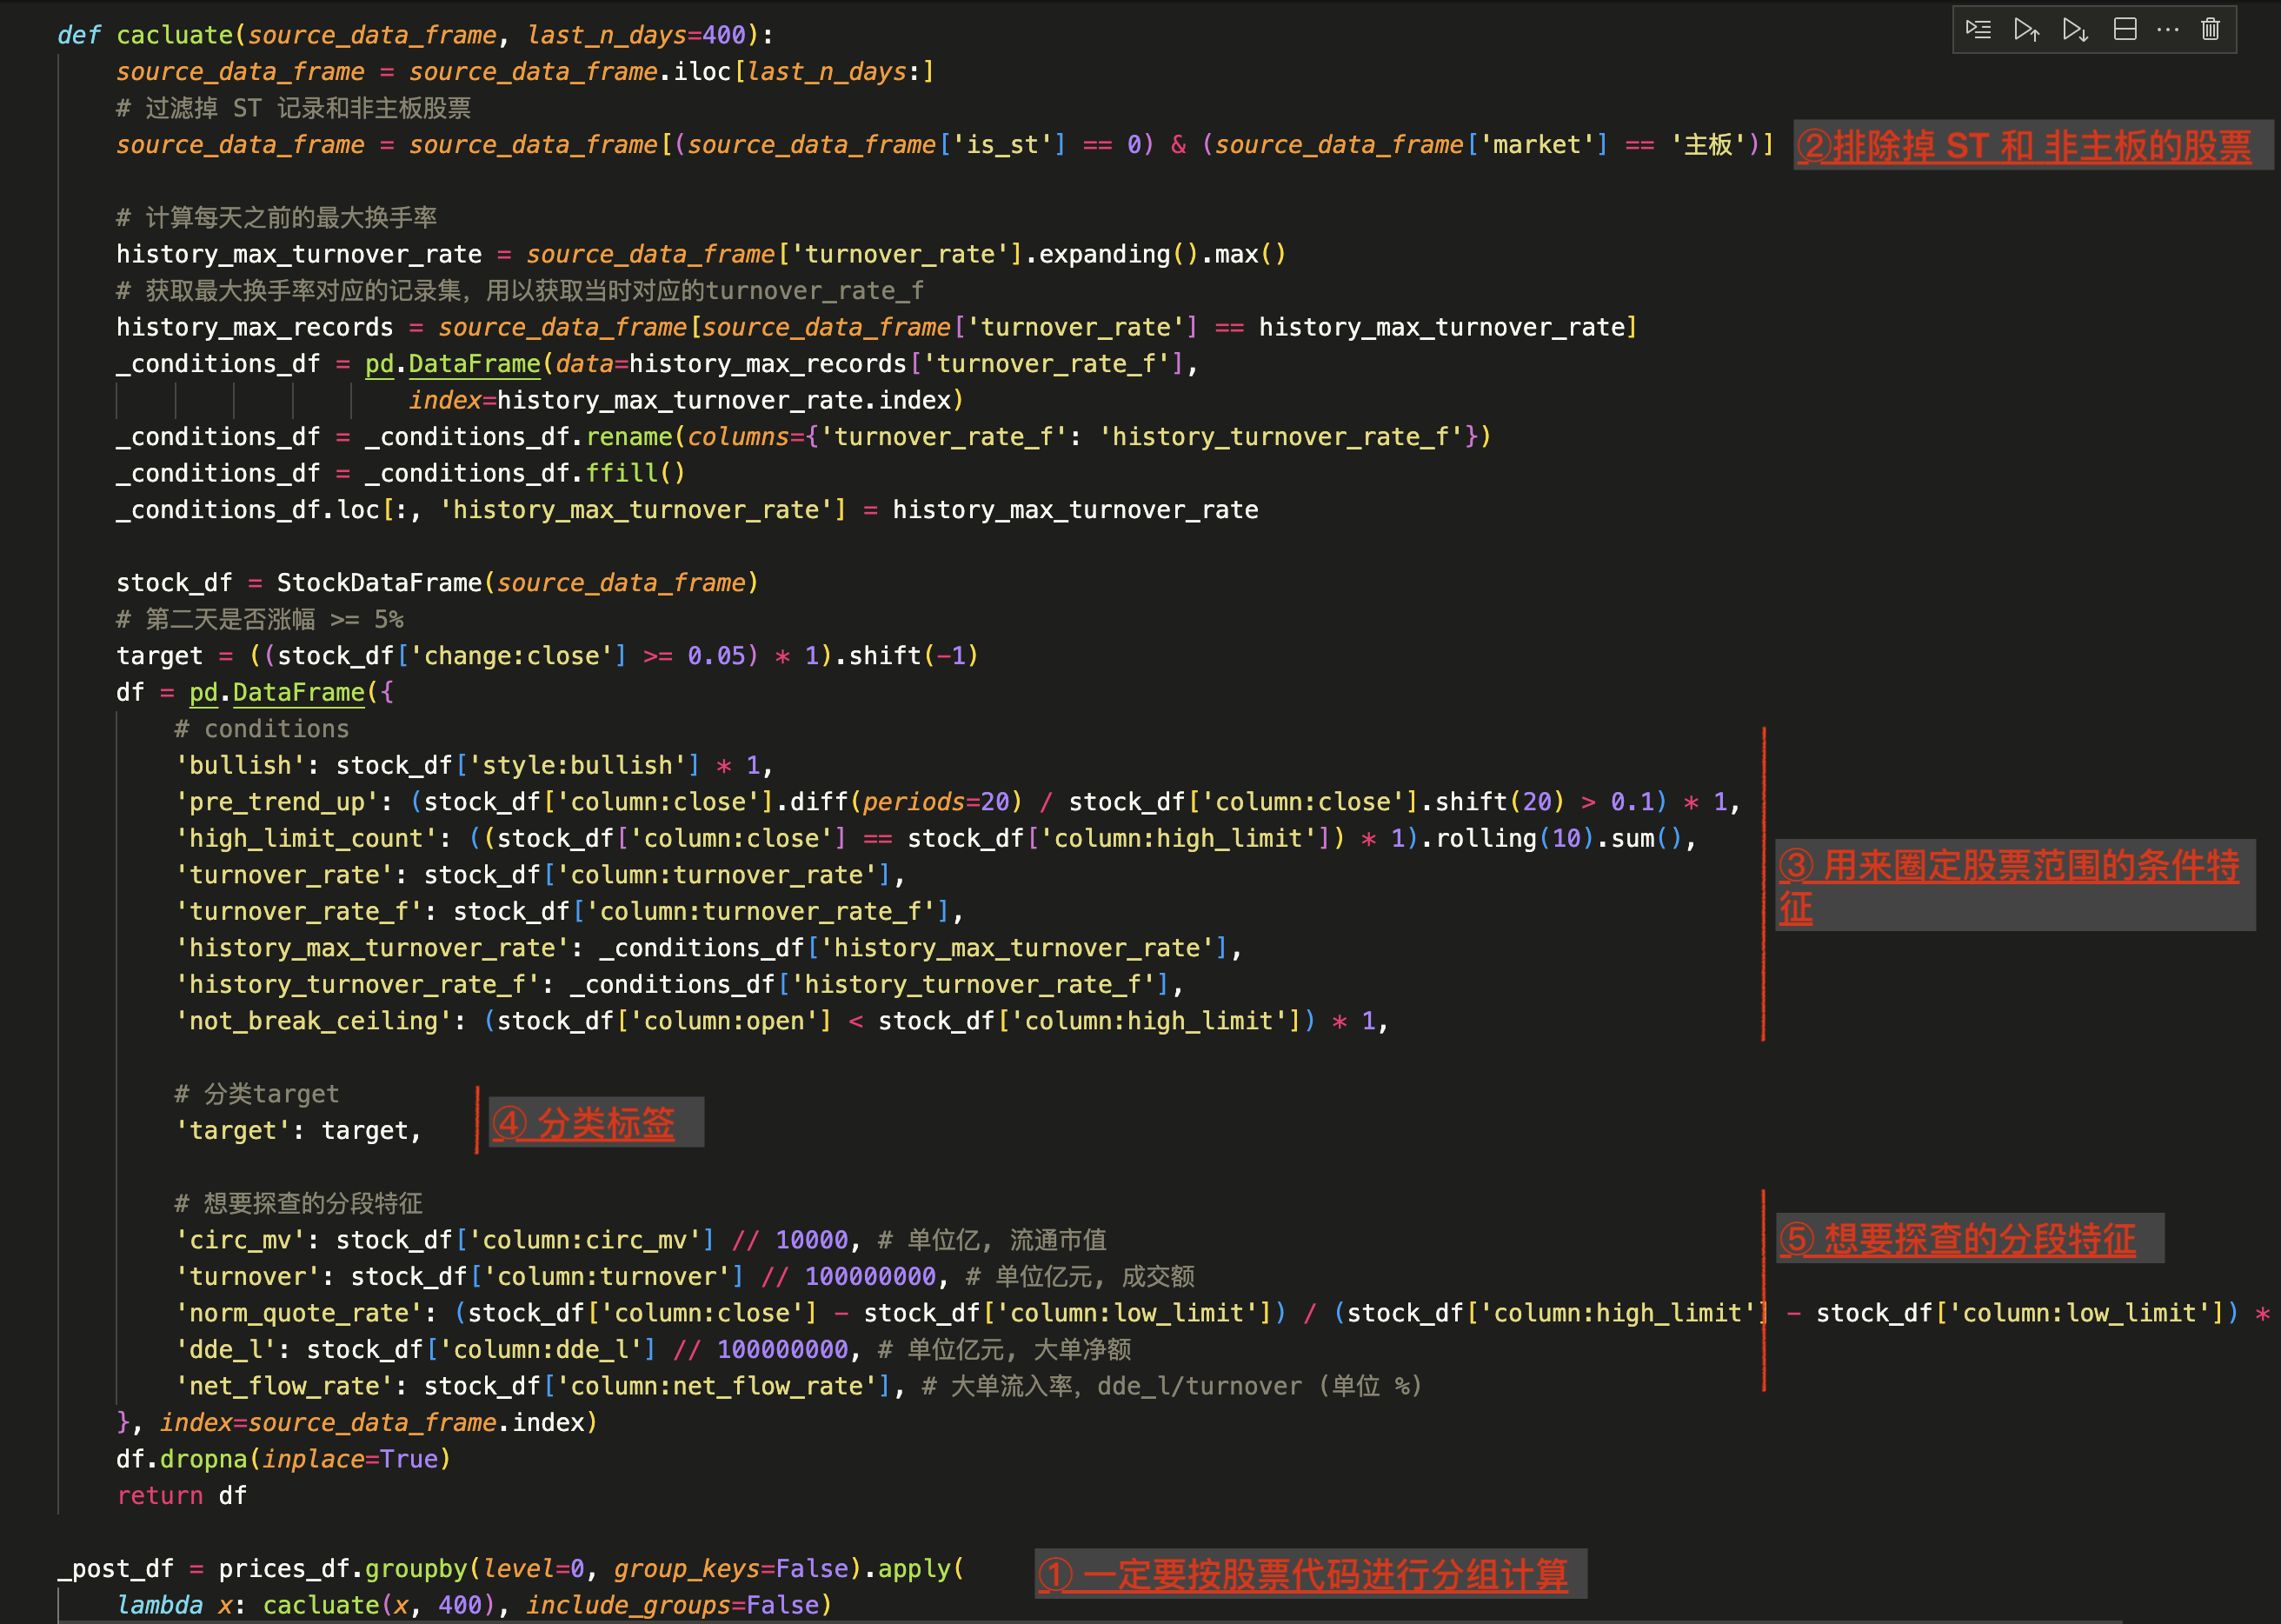 def cacluate(source_data_frame, last_n_days=400):
    source_data_frame = source_data_frame.iloc[last_n_days:]
    # 过滤掉 ST 记录和非主板股票
    source_data_frame = source_data_frame[(source_data_frame['is_st'] == 0) & (source_data_frame['market'] == '主板')]
②排除掉 ST 和 非主板的股票
    # 计算每天之前的最大换手率
    history_max_turnover_rate = source_data_frame['turnover_rate'].expanding().max()
    # 获取最大换手率对应的记录集，用以获取当时对应的turnover_rate_f
    history_max_records = source_data_frame[source_data_frame['turnover_rate'] == history_max_turnover_rate]
    _conditions_df = pd.DataFrame(data=history_max_records['turnover_rate_f'],
                        index=history_max_turnover_rate.index)
    _conditions_df = _conditions_df.rename(columns={'turnover_rate_f': 'history_turnover_rate_f'})
    _conditions_df = _conditions_df.ffill()
    _conditions_df.loc[:, 'history_max_turnover_rate'] = history_max_turnover_rate
    stock_df = StockDataFrame(source_data_frame)
    # 第二天是否涨幅 >= 5%
    target = ((stock_df['change:close'] >= 0.05) * 1).shift(-1)
    df = pd.DataFrame({
        # conditions
        'bullish': stock_df['style:bullish'] * 1,
        'pre_trend_up': (stock_df['column:close'].diff(periods=20) / stock_df['column:close'].shift(20) > 0.1) * 1,
        'high_limit_count': ((stock_df['column:close'] == stock_df['column:high_limit']) * 1).rolling(10).sum(),
        'turnover_rate': stock_df['column:turnover_rate'],
        'turnover_rate_f': stock_df['column:turnover_rate_f'],
        'history_max_turnover_rate': _conditions_df['history_max_turnover_rate'],
        'history_turnover_rate_f': _conditions_df['history_turnover_rate_f'],
        'not_break_ceiling': (stock_df['column:open'] < stock_df['column:high_limit']) * 1,
③ 用来圈定股票范围的条件特
征
        # 分类target
        'target': target,
④ 分类标签
        # 想要探查的分段特征
        'circ_mv': stock_df['column:circ_mv'] // 10000, # 单位亿, 流通市值
        'turnover': stock_df['column:turnover'] // 100000000, # 单位亿元, 成交额
        'norm_quote_rate': (stock_df['column:close'] - stock_df['column:low_limit']) / (stock_df['column:high_limit'] - stock_df['column:low_limit']) *
        'dde_l': stock_df['column:dde_l'] // 100000000, # 单位亿元, 大单净额
        'net_flow_rate': stock_df['column:net_flow_rate'], # 大单流入率，dde_l/turnover (单位 %)
⑤ 想要探查的分段特征
    }, index=source_data_frame.index)
    df.dropna(inplace=True)
    return df
_post_df = prices_df.groupby(level=0, group_keys=False).apply(
① 一定要按股票代码进行分组计算
    lambda x: cacluate(x, 400), include_groups=False)